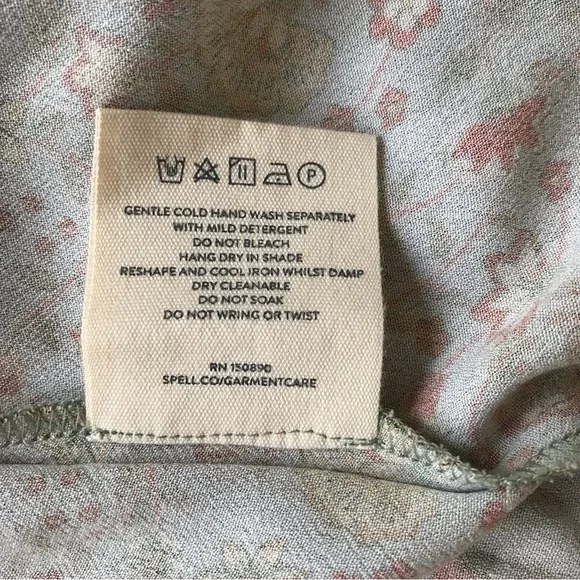 P
GENTLE COLD HAND WASH SEPARATELY
WITH MILD DETERGENT
DO NOT BLEACH
HANG DRY IN SHADE
RESHAPE AND COOL IRON WHILST DAMP
DRY CLEANABLE
DO NOT SOAK
DO NOT WRING OR TWIST
RN 150890
SPELL.CO/GARMENTCARE